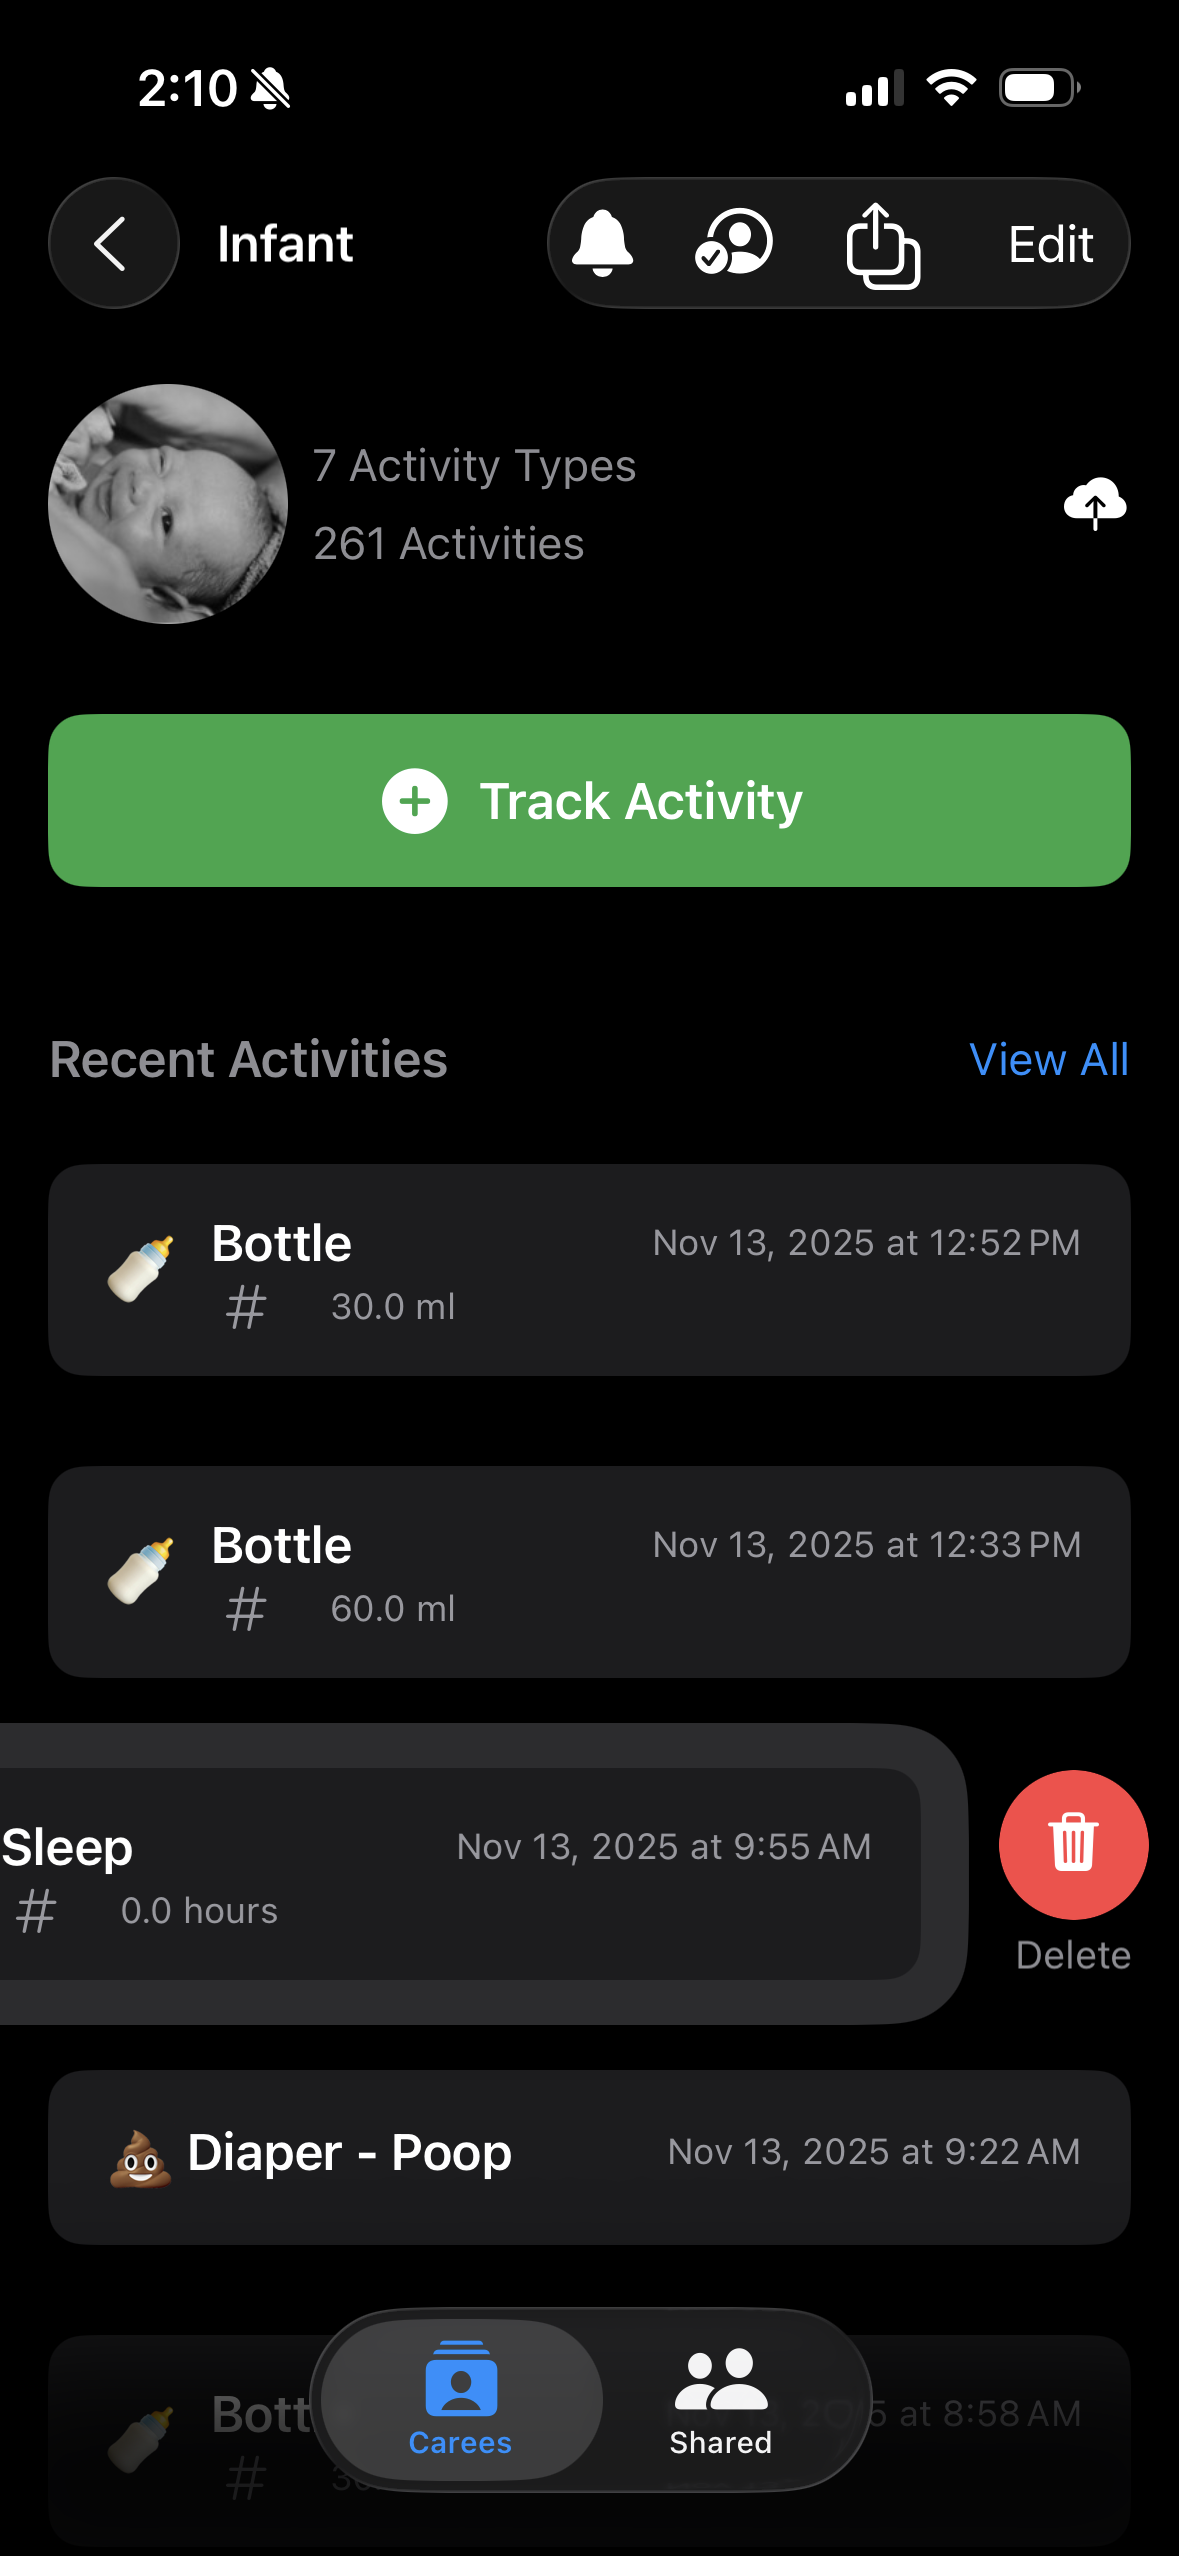 2:10
Infant
Edit
7 Activity Types
261 Activities
Track Activity
Recent Activities
View All
Bottle
Nov 13, 2025 at 12:52 PM
# 30.0 ml
Bottle
Nov 13, 2025 at 12:33 PM
# 60.0 ml
Sleep
Nov 13, 2025 at 9:55 AM
# 0.0 hours
Delete
Diaper - Poop
Nov 13, 2025 at 9:22 AM
at 8:58 AM
#
Carees
Shared